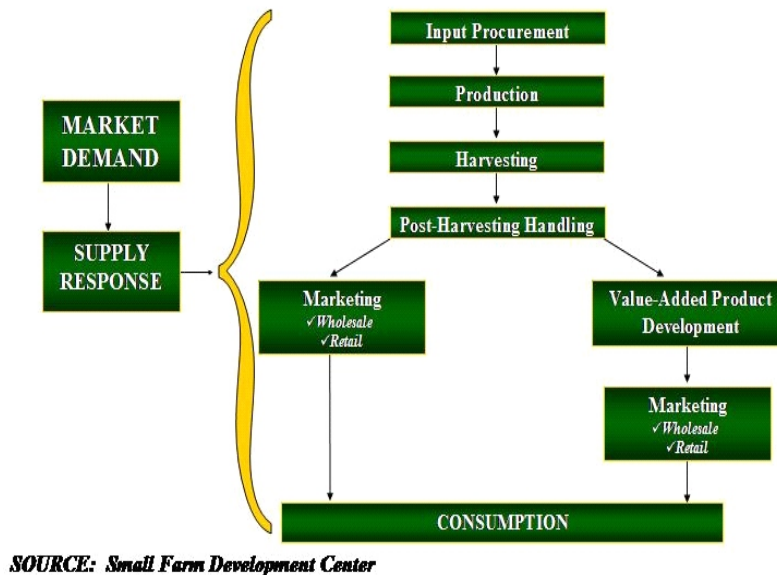 MARKET
DEMAND
SUPPLY
RESPONSE
Input Procurement
Production
Harvesting
Post-Harvesting Handling
Marketing
✓Wholesale
✓Retail
Value-Added Product
Development
Marketing
✓Wholesale
✓Retail
CONSUMPTION
SOURCE: Small Farm Development Center